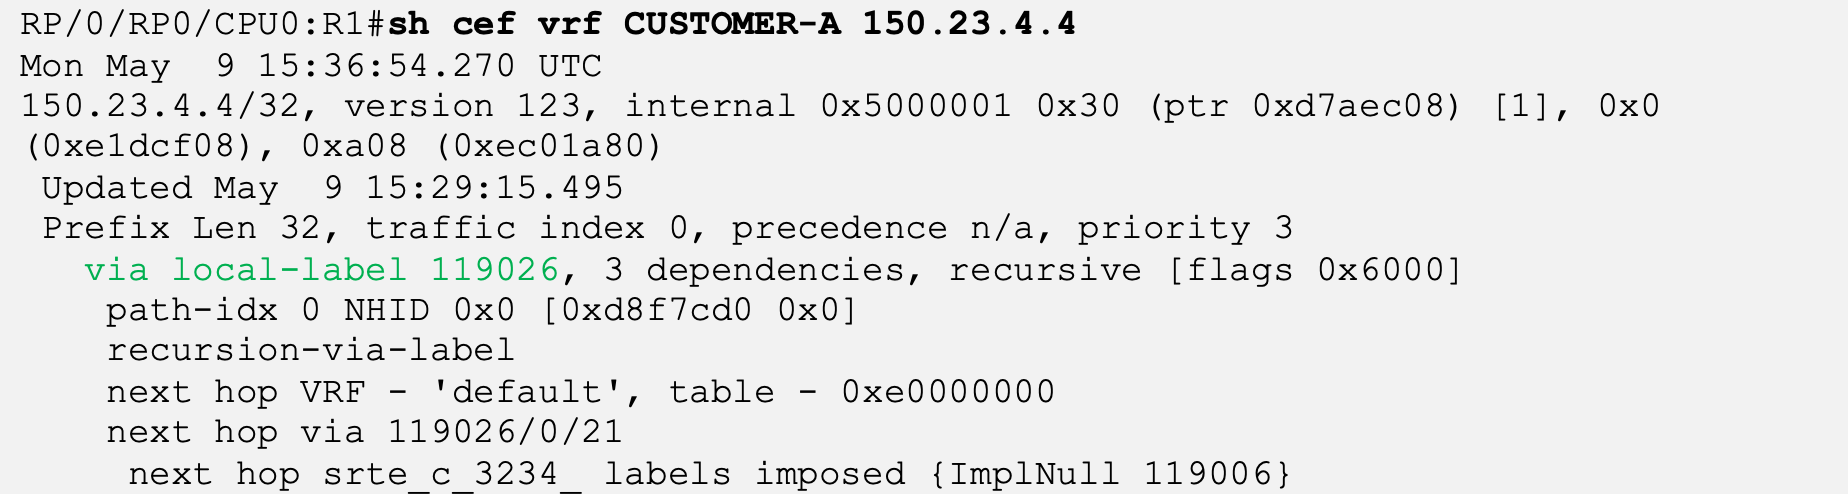 RP/0/RP0/CPU0:R1#sh cef vrf CUSTOMER-A 150.23.4.4
Mon May  9 15:36:54.270 UTC
150.23.4.4/32, version 123, internal 0x5000001 0x30 (ptr 0xd7aec08) [1], 0x0
(0xe1dcf08), 0xa08 (0xec01a80)
 Updated May  9 15:29:15.495
 Prefix Len 32, traffic index 0, precedence n/a, priority 3
   via local-label 119026, 3 dependencies, recursive [flags 0x6000]
    path-idx 0 NHID 0x0 [0xd8f7cd0 0x0]
    recursion-via-label
    next hop VRF - 'default', table - 0xe0000000
    next hop via 119026/0/21
     next hop srte_c_3234_ labels imposed {ImplNull 119006}